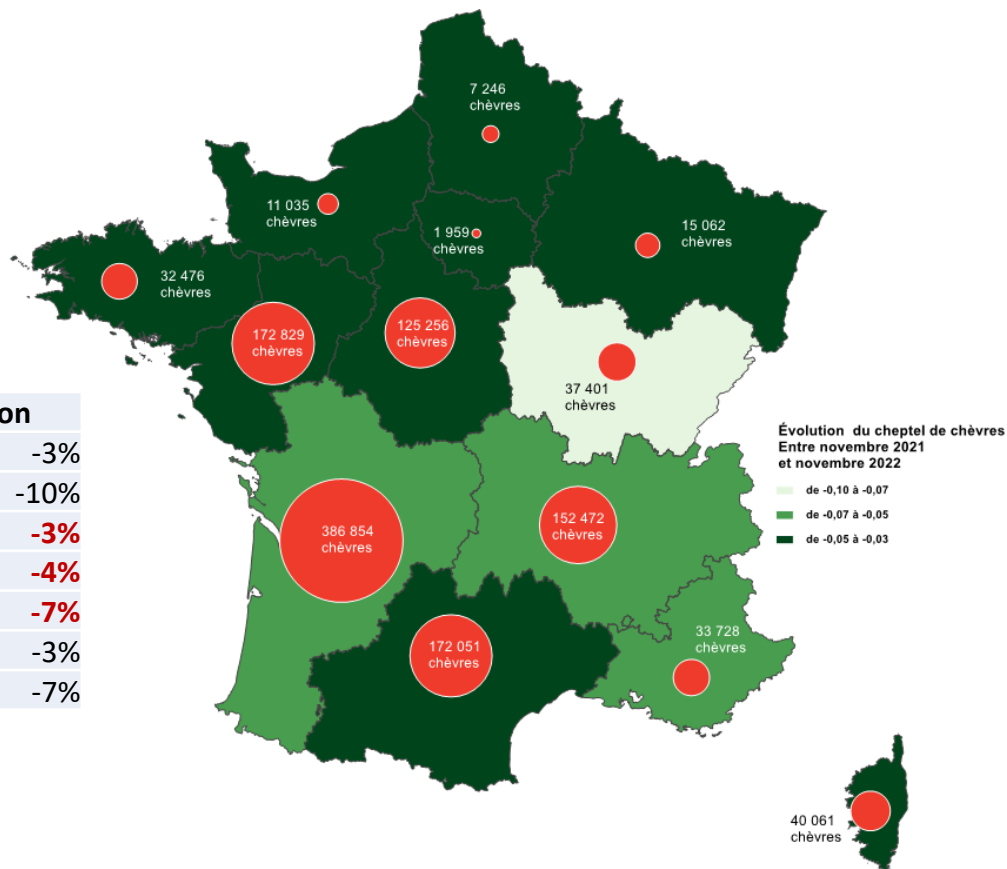 7 246
chèvres
11 035
chèvres
1 959
chèvres
15 062
chèvres
32 476
chèvres
172 829
chèvres
125 256
chèvres
37 401
chèvres
on
-3%
-10%
-3%
-4%
-7%
-3%
-7%
Évolution du cheptel de chèvres
Entre novembre 2021
et novembre 2022
de -0,10 à -0,07
de -0,07 à -0,05
de -0,05 à -0,03
386 854
chèvres
152 472
chèvres
172 051
chèvres
33 728
chèvres
40 061
chèvres